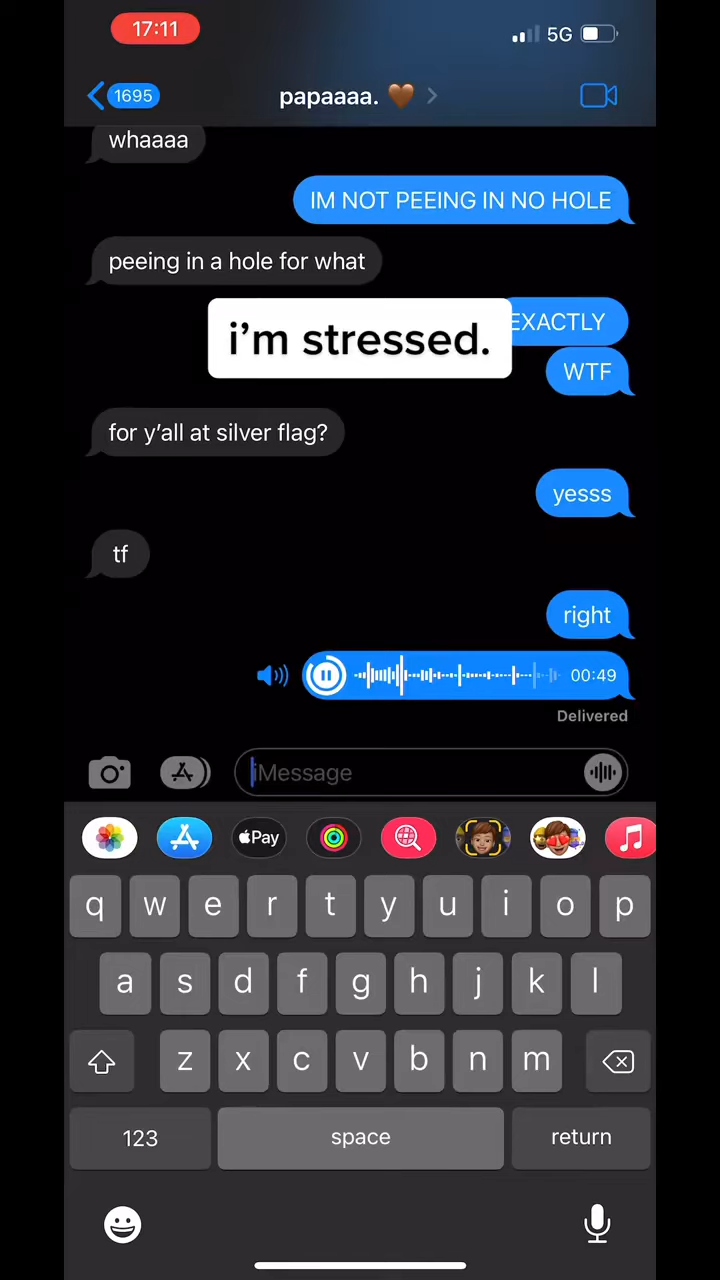 17:11
5G
1695
papaaaa. 🤎
whaaaa
IM NOT PEEING IN NO HOLE
peeing in a hole for what
EXACTLY
i'm stressed.
WTF
for y'all at silver flag?
yesss
tf
right
00:49
Delivered
iMessage
Pay
q w e r t y u i o p
a s d f g h j k l
z x c v b n m
123 space return